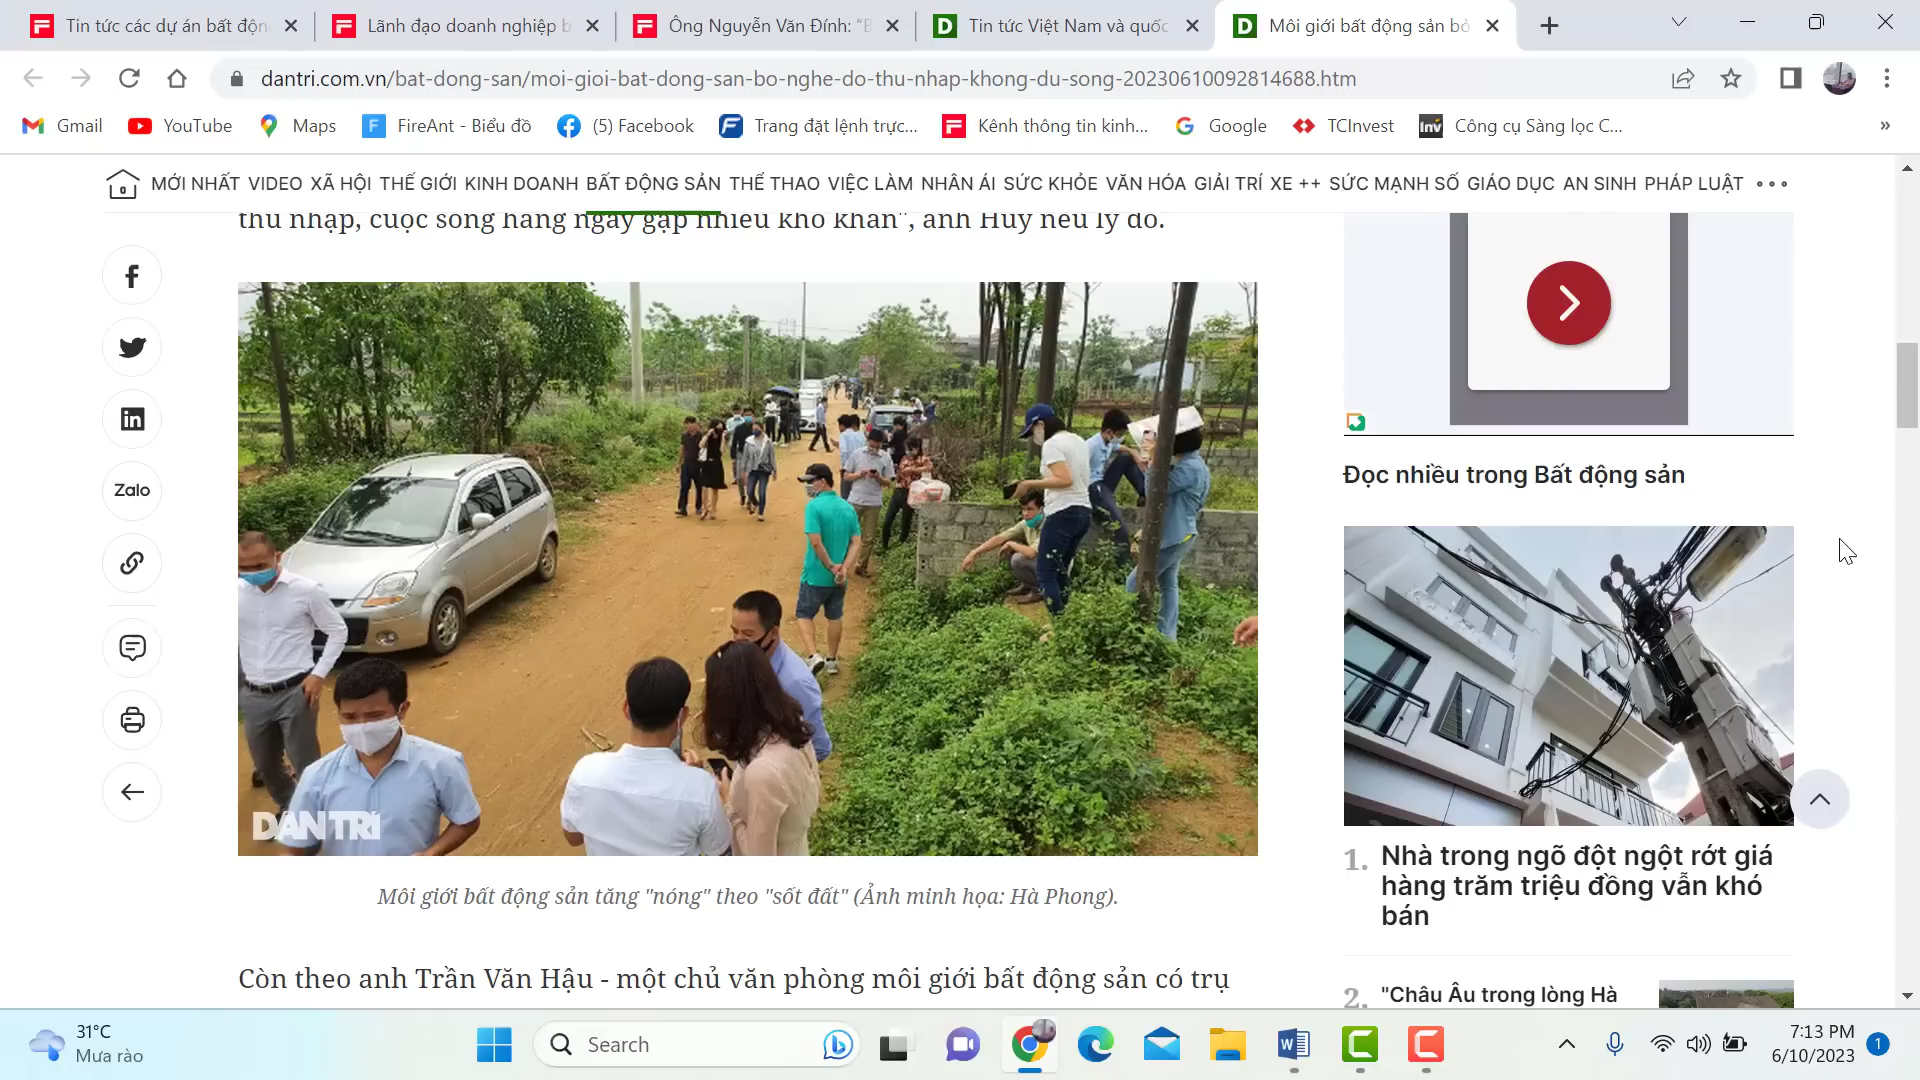 Tin tức các dự án bất độn
Lãnh đạo doanh nghiệp b
Ông Nguyễn Văn Đính: "B
Tin tức Việt Nam và quốc
Môi giới bất động sản bỏ
dantri.com.vn/bat-dong-san/moi-gioi-bat-dong-san-bo-nghe-do-thu-nhap-khong-du-song-20230610092814688.htm
Gmail
YouTube
Maps
FireAnt - Biểu đồ
(5) Facebook
Trang đặt lệnh trực...
Kênh thông tin kinh...
Google
TCInvest
Inv
Công cụ Sàng lọc C...
MỚI NHẤT VIDEO XÃ HỘI THẾ GIỚI KINH DOANH BẤT ĐỘNG SẢN THỂ THAO VIỆC LÀM NHÂN ÁI SỨC KHỎE VĂN HÓA GIẢI TRÍ XE ++ SỨC MẠNH SỐ GIÁO DỤC AN SINH PHÁP LUẬT
thu nhập, cuộc sống hàng ngày gặp nhiều khó khăn", anh Huy nêu lý do.
Zalo
DÂN TRÍ
Môi giới bất động sản tăng "nóng" theo "sốt đất" (Ảnh minh họa: Hà Phong).
Còn theo anh Trần Văn Hậu - một chủ văn phòng môi giới bất động sản có trụ
Đọc nhiều trong Bất động sản
1. Nhà trong ngõ đột ngột rớt giá
hàng trăm triệu đồng vẫn khó
bán
2. "Châu Âu trong lòng Hà
31°C
Mưa rào
Search
7:13 PM
6/10/2023
1